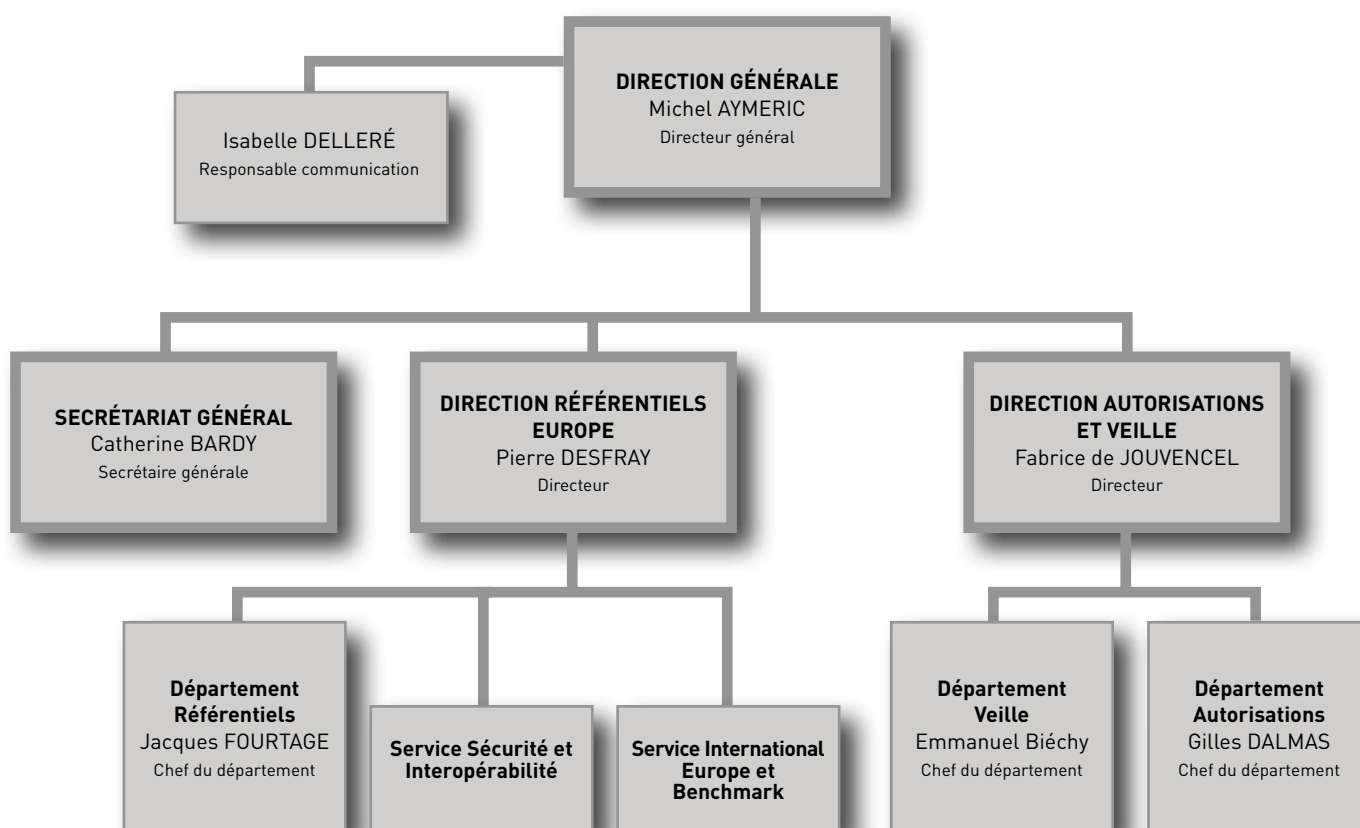 DIRECTION GÉNÉRALE
Michel AYMERIC
Directeur général
Isabelle DELLERÉ
Responsable communication
SECRÉTARIAT GÉNÉRAL
Catherine BARDY
Secrétaire générale
DIRECTION RÉFÉRENTIELS
EUROPE
Pierre DESFRAY
Directeur
DIRECTION AUTORISATIONS
ET VEILLE
Fabrice de JOUVENCEL
Directeur
Département
Référentiels
Jacques FOURTAGE
Chef du département
Service Sécurité et
Interopérabilité
Service International
Europe et
Benchmark
Département
Veille
Emmanuel Biéchy
Chef du département
Département
Autorisations
Gilles DALMAS
Chef du département